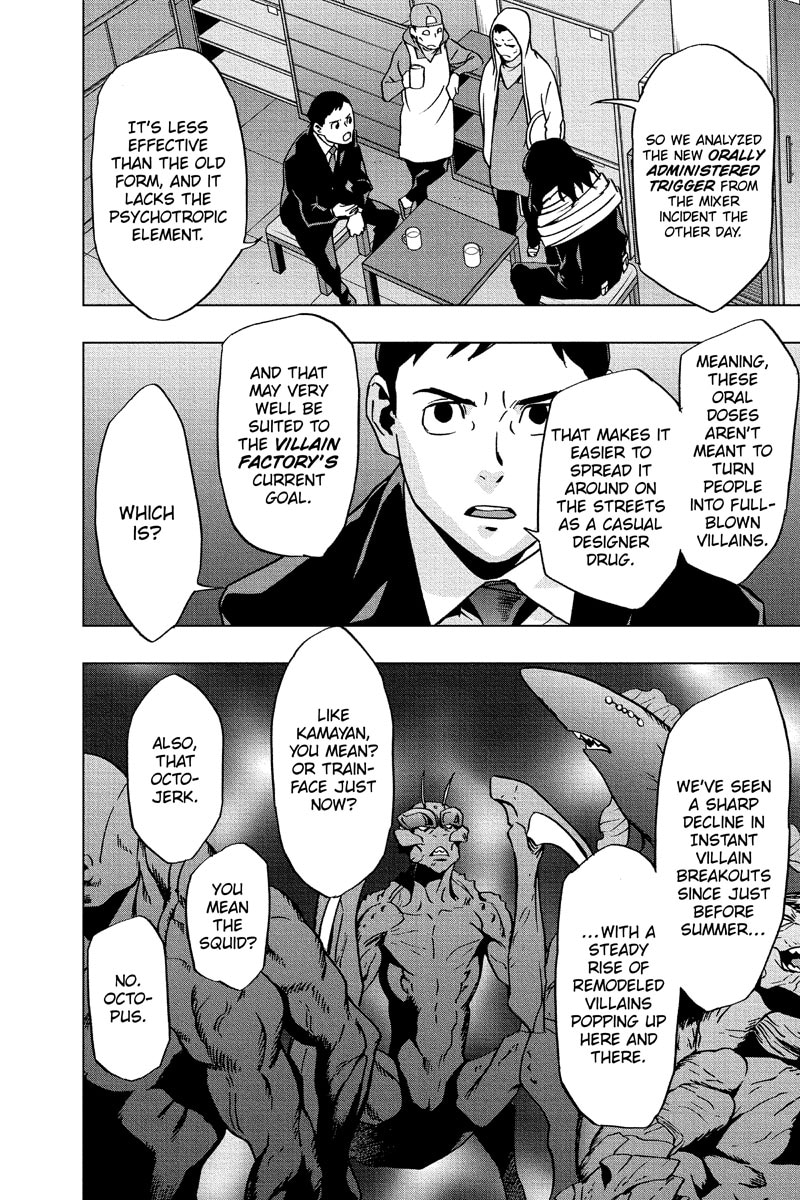 SO WE ANALYZED
THE NEW ORALLY
ADMINISTERED
TRIGGER FROM
THE MIXER
INCIDENT THE
OTHER DAY.
IT'S LESS
EFFECTIVE
THAN THE OLD
FORM, AND IT
LACKS THE
PSYCHOTROPIC
ELEMENT.
MEANING,
THESE
ORAL
DOSES
AREN'T
MEANT TO
TURN
PEOPLE
INTO FULL-
BLOWN
VILLAINS.
THAT MAKES IT
EASIER TO
SPREAD IT
AROUND ON
THE STREETS
AS A CASUAL
DESIGNER
DRUG.
AND THAT
MAY VERY
WELL BE
SUITED TO
THE VILLAIN
FACTORY'S
CURRENT
GOAL.
WHICH
IS?
WE'VE SEEN
A SHARP
DECLINE IN
INSTANT
VILLAIN
BREAKOUTS
SINCE JUST
BEFORE
SUMMER...
...WITH A
STEADY
RISE OF
REMODELED
VILLAINS
POPPING UP
HERE AND
THERE.
LIKE
KAMAYAN,
YOU MEAN?
OR TRAIN-
FACE JUST
NOW?
ALSO,
THAT
OCTO-
JERK.
YOU
MEAN
THE
SQUID?
NO.
OCTO-
PUS.